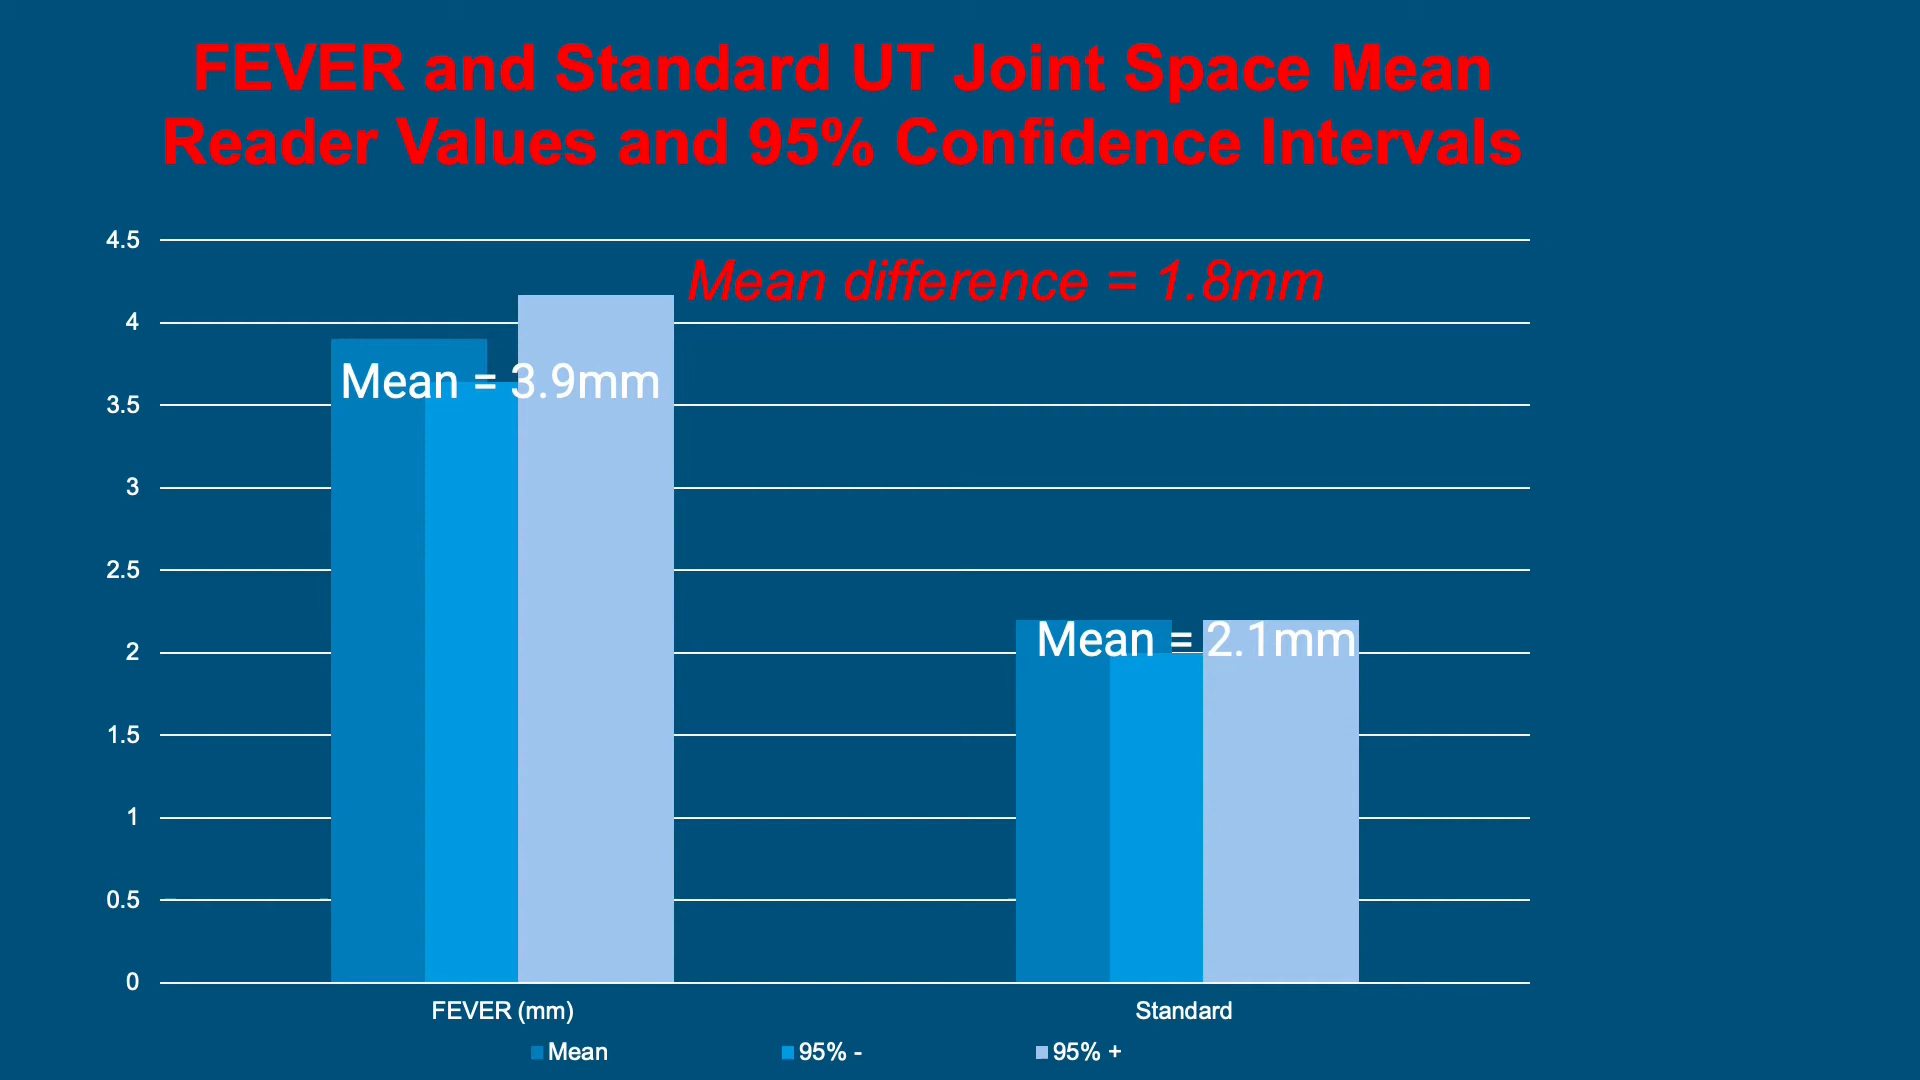 FEVER and Standard UT Joint Space Mean
Reader Values and 95% Confidence Intervals
4.5
Mean difference = 1.8mm
4
Mean = 3.9mm
3.5
3
2.5
Mean = 2.1mm
2
1.5
1
0.5
0
FEVER (mm) Standard
Mean 95% - 95% +